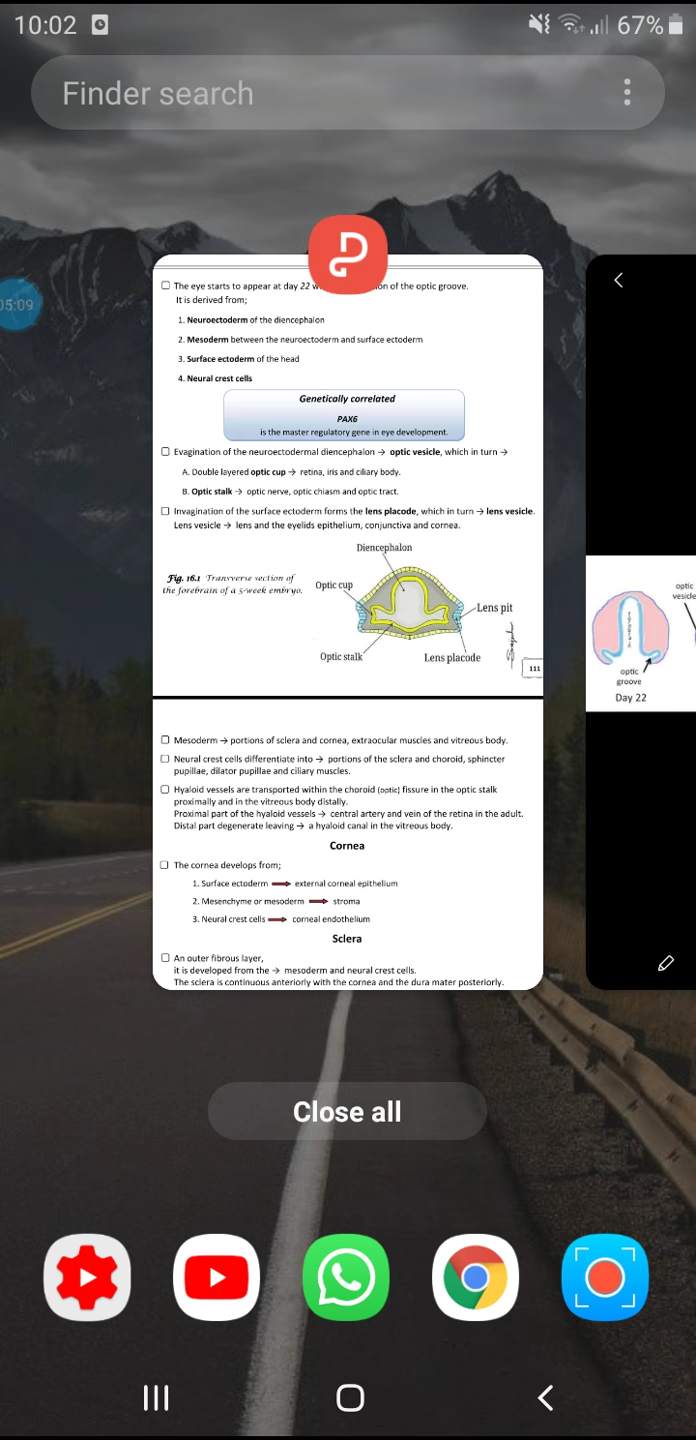 10:02
67%
Finder search
05:09
The eye starts to appear at day 22 w on of the optic groove.
It is derived from;
1. Neuroectoderm of the diencephalon
2. Mesoderm between the neuroectoderm and surface ectoderm
3. Surface ectoderm of the head
4. Neural crest cells
Genetically correlated
PAX6
is the master regulatory gene in eye development.
Evagination of the neuroectodermal diencephalon → optic vesicle, which in turn →
A. Double layered optic cup → retina, iris and ciliary body.
B. Optic stalk → optic nerve, optic chiasm and optic tract.
Invagination of the surface ectoderm forms the lens placode, which in turn → lens vesicle.
Lens vesicle → lens and the eyelids epithelium, conjunctiva and cornea.
Diencephalon
Fig. 16.1 Transverse section of
the forebrain of a 5-week embryo.
Optic cup
Lens pit
Optic stalk
Lens placode
111
Mesoderm → portions of sclera and cornea, extraocular muscles and vitreous body.
Neural crest cells differentiate into → portions of the sclera and choroid, sphincter
pupillae, dilator pupillae and ciliary muscles.
Hyaloid vessels are transported within the choroid (optic) fissure in the optic stalk
proximally and in the vitreous body distally.
Proximal part of the hyaloid vessels → central artery and vein of the retina in the adult.
Distal part degenerate leaving → a hyaloid canal in the vitreous body.
Cornea
The cornea develops from;
1. Surface ectoderm → external corneal epithelium
2. Mesenchyme or mesoderm → stroma
3. Neural crest cells → corneal endothelium
Sclera
An outer fibrous layer,
it is developed from the → mesoderm and neural crest cells.
The sclera is continuous anteriorly with the cornea and the dura mater posteriorly.
optic
vesicle
optic
groove
Day 22
Close all